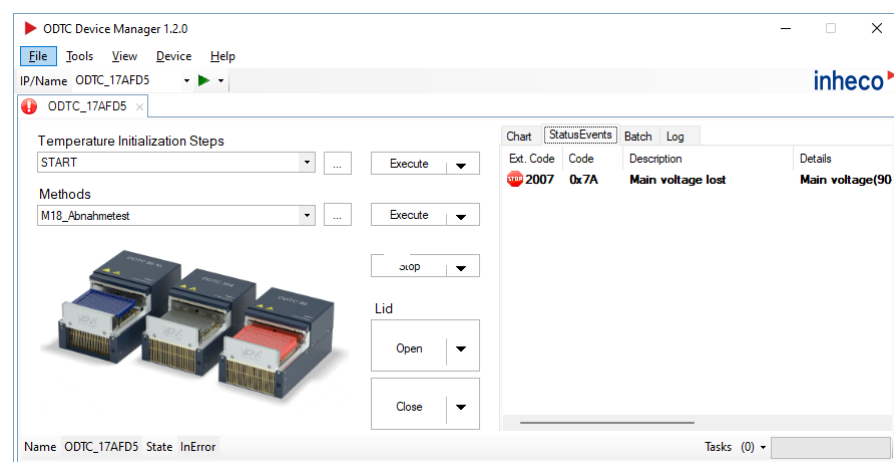 ODTC Device Manager 1.2.0
File Tools View Device Help
IP/Name ODTC_17AFD5
inheco
ODTC_17AFD5
Temperature Initialization Steps
START ... Execute
Methods
M18_Abnahmetest ... Execute
Stop
Lid
Open
Close
Chart StatusEvents Batch Log
Ext. Code Code Description Details
STOP 2007 0x7A Main voltage lost Main voltage(90
Name ODTC_17AFD5 State InError Tasks (0)